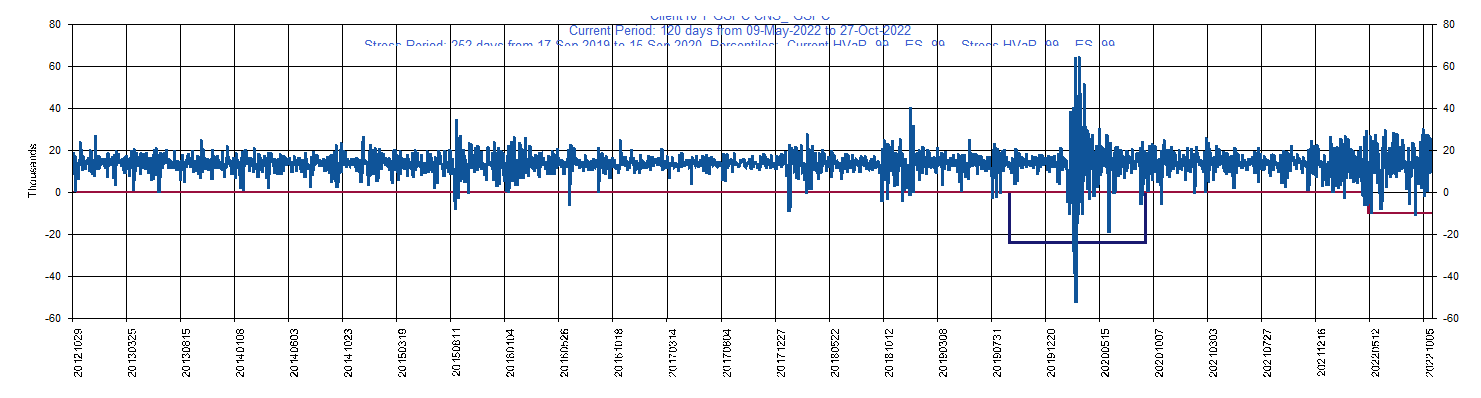 Current Period: 120 days from 09-May-2022 to 27-Oct-2022
Stress Period: 252 days from 17-Sep-2019 to 15-Sep-2020 Percentiles: Current HVaR 99 ES 99 Stress HVaR 99 ES 99
80 80
60 60
40 40
20 20
0 0
-20 -20
-40 -40
-60 -60
Thousands
20121029 20130325 20130815 20140108 20140603 20141023 20150319 20150811 20160104 20160526 20161018 20170314 20170804 20171227 20180522 20181012 20190308 20190731 20191220 20200515 20201007 20210303 20210727 20211216 20220512 20221005